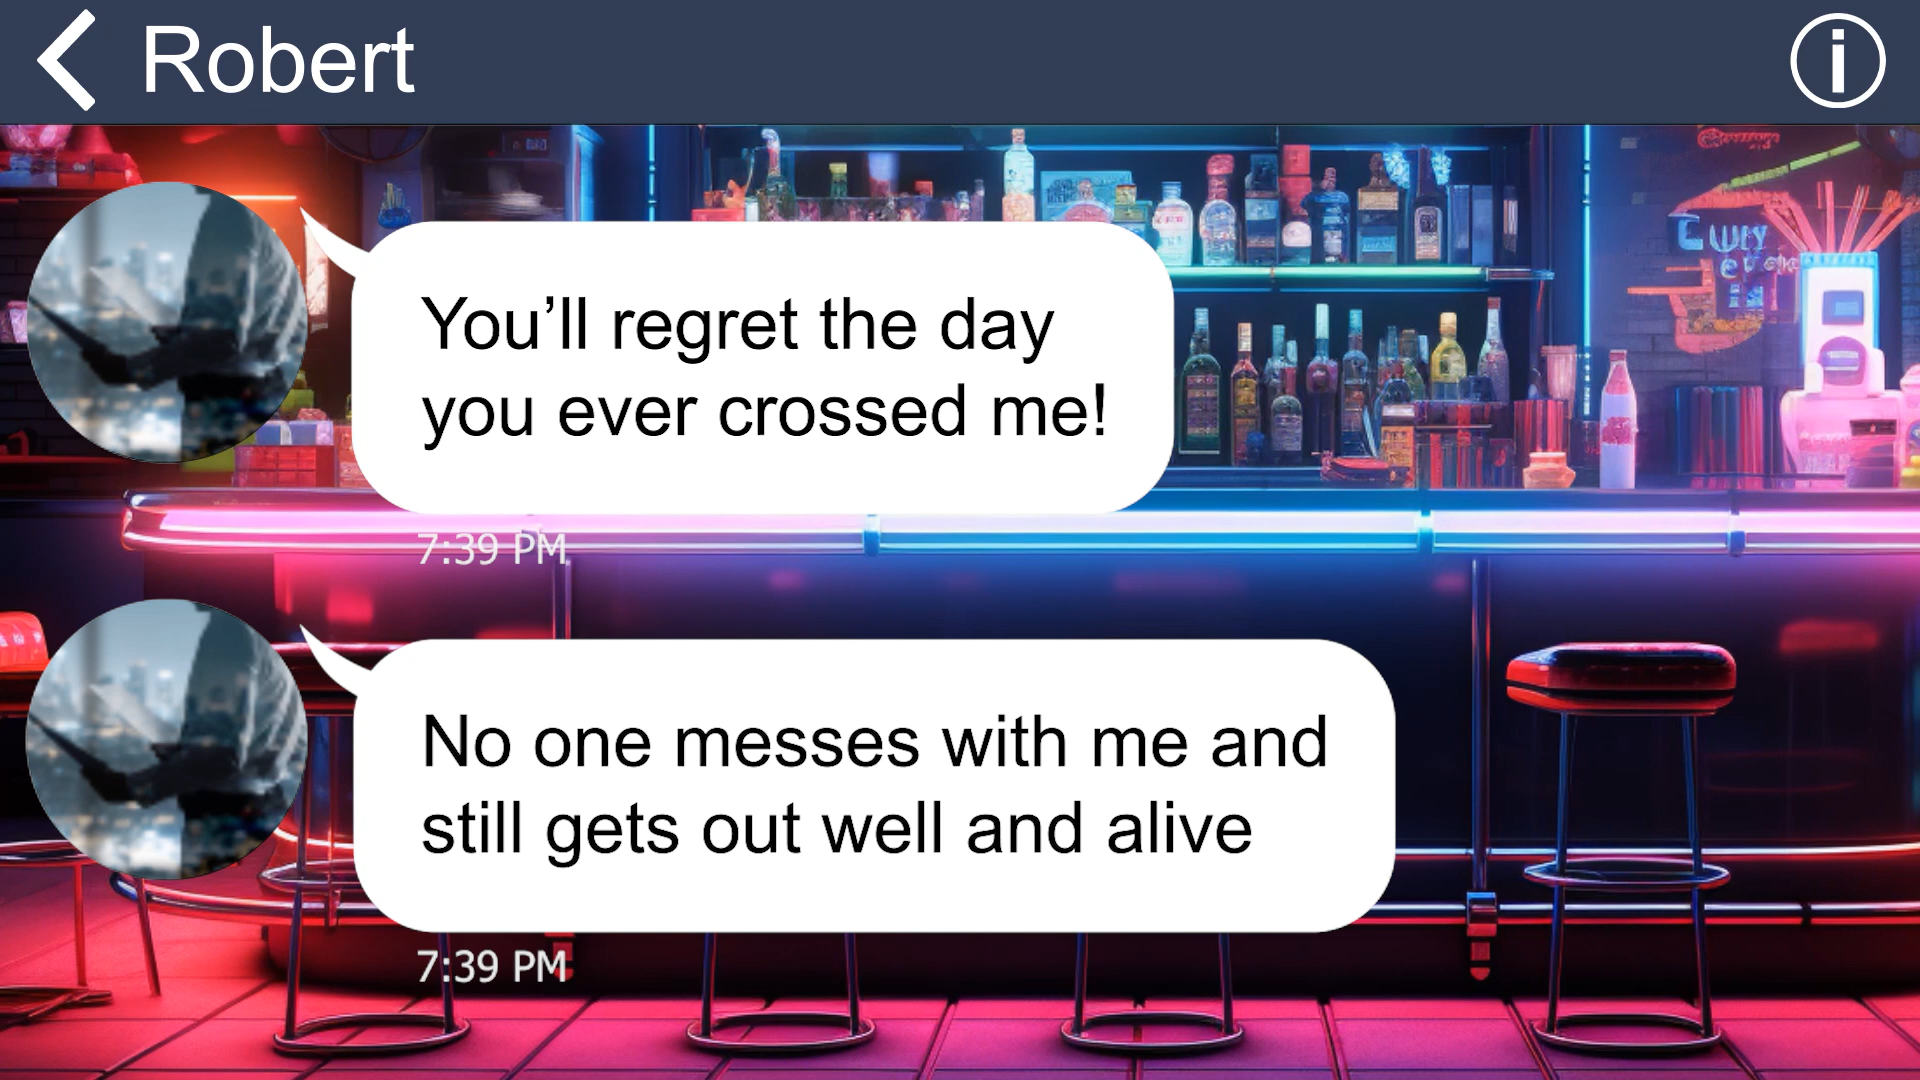 Robert
You’ll regret the day
you ever crossed me!
7:39 PM
No one messes with me and
still gets out well and alive
7:39 PM